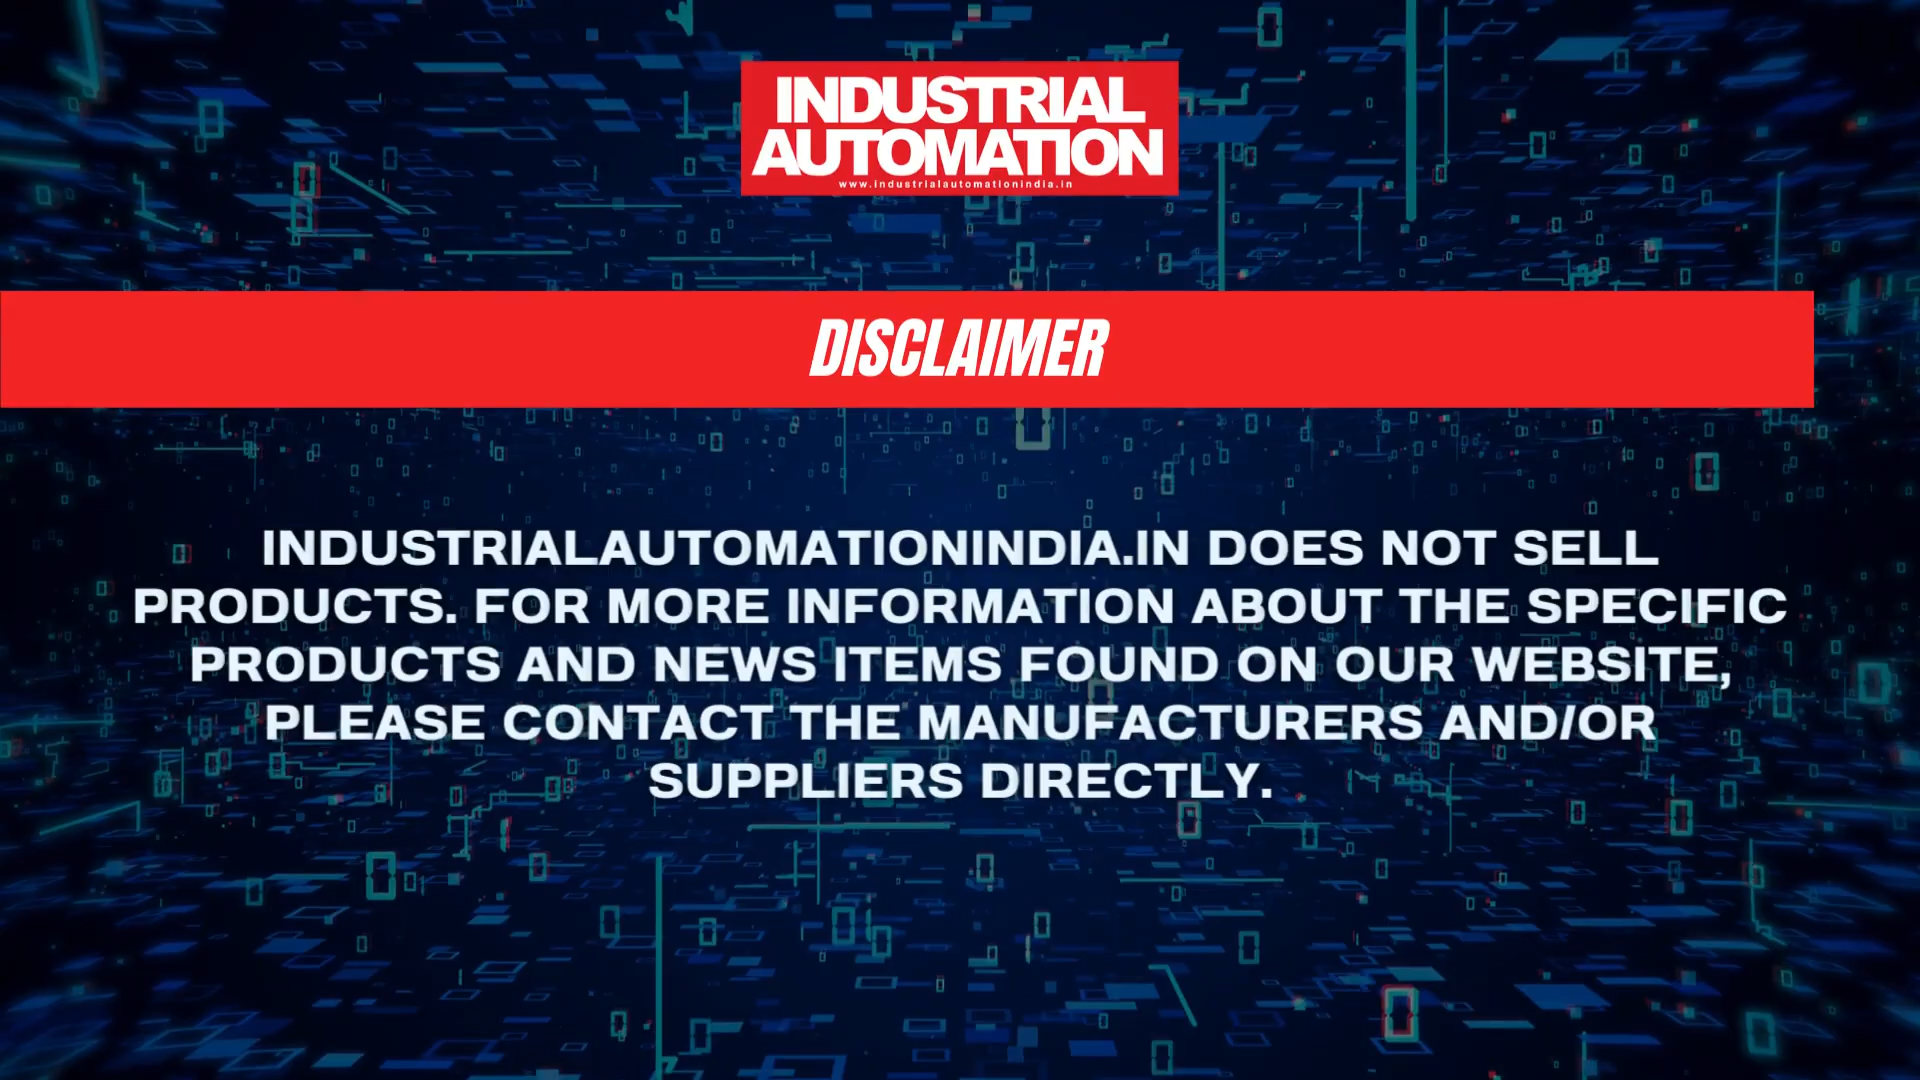 INDUSTRIAL
AUTOMATION
www.industrialautomationindia.in
DISCLAIMER
INDUSTRIALAUTOMATIONINDIA.IN DOES NOT SELL
PRODUCTS. FOR MORE INFORMATION ABOUT THE SPECIFIC
PRODUCTS AND NEWS ITEMS FOUND ON OUR WEBSITE,
PLEASE CONTACT THE MANUFACTURERS AND/OR
SUPPLIERS DIRECTLY.